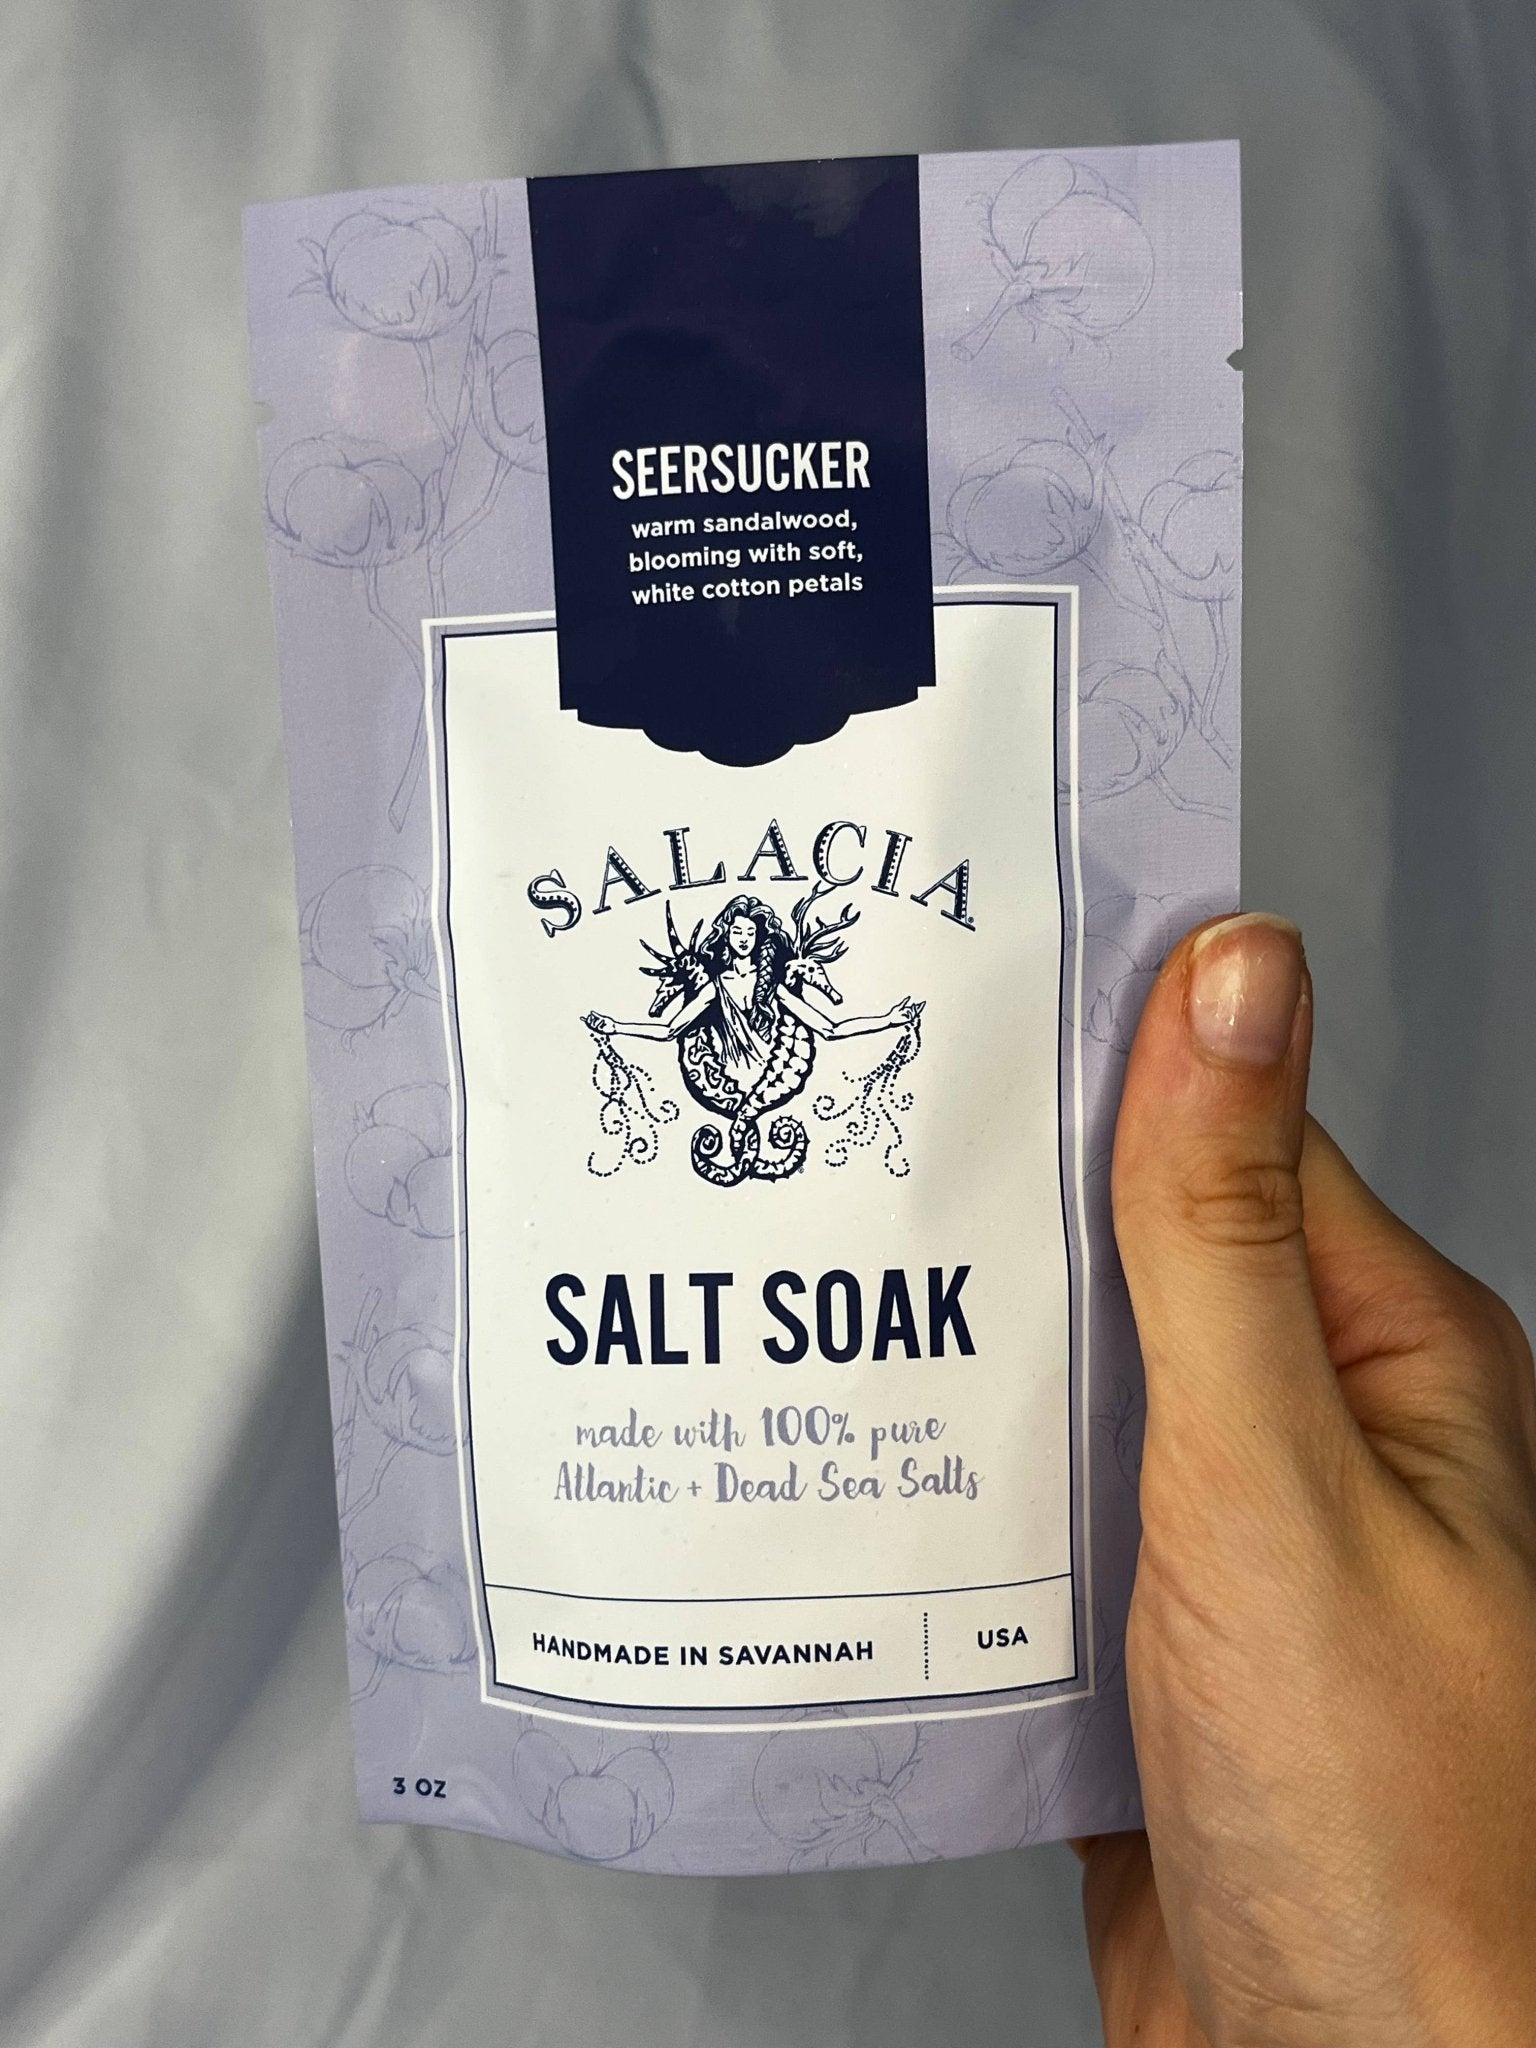 SEERSUCKER
warm sandalwood,
blooming with soft,
white cotton petals
SALACIA
SALT SOAK
made with 100% pure
Atlantic + Dead Sea Salts
HANDMADE IN SAVANNAH
USA
3 OZ